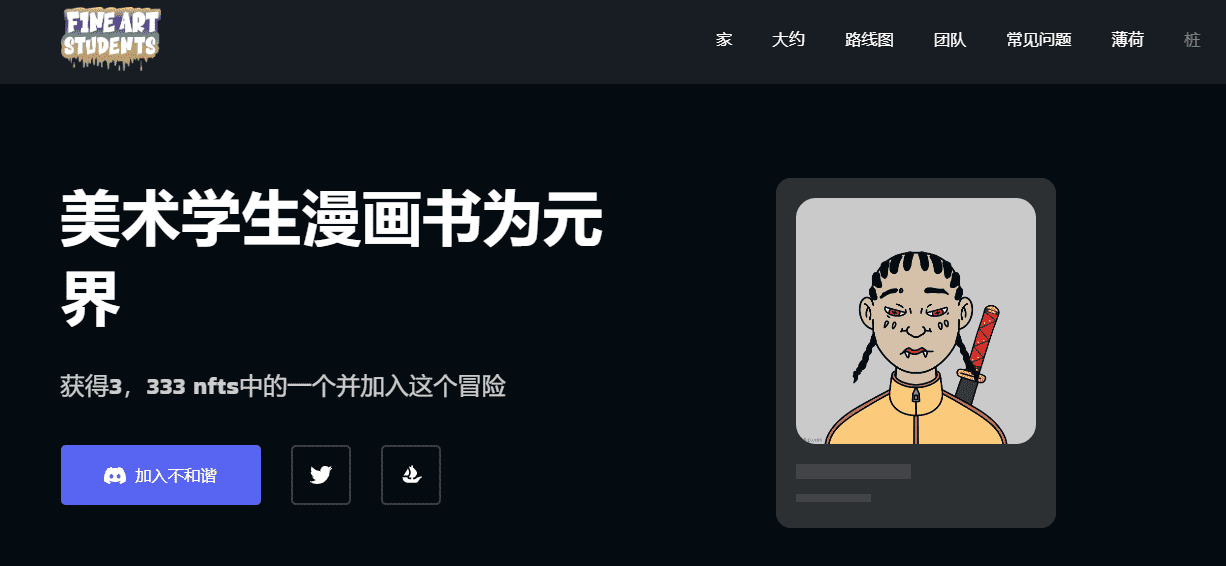 F1NE ART
STUDENTS
家 大约 路线图 团队 常见问题 薄荷 桩
美术学生漫画书为元
界
获得3，333 nfts中的一个并加入这个冒险
加入不和谐